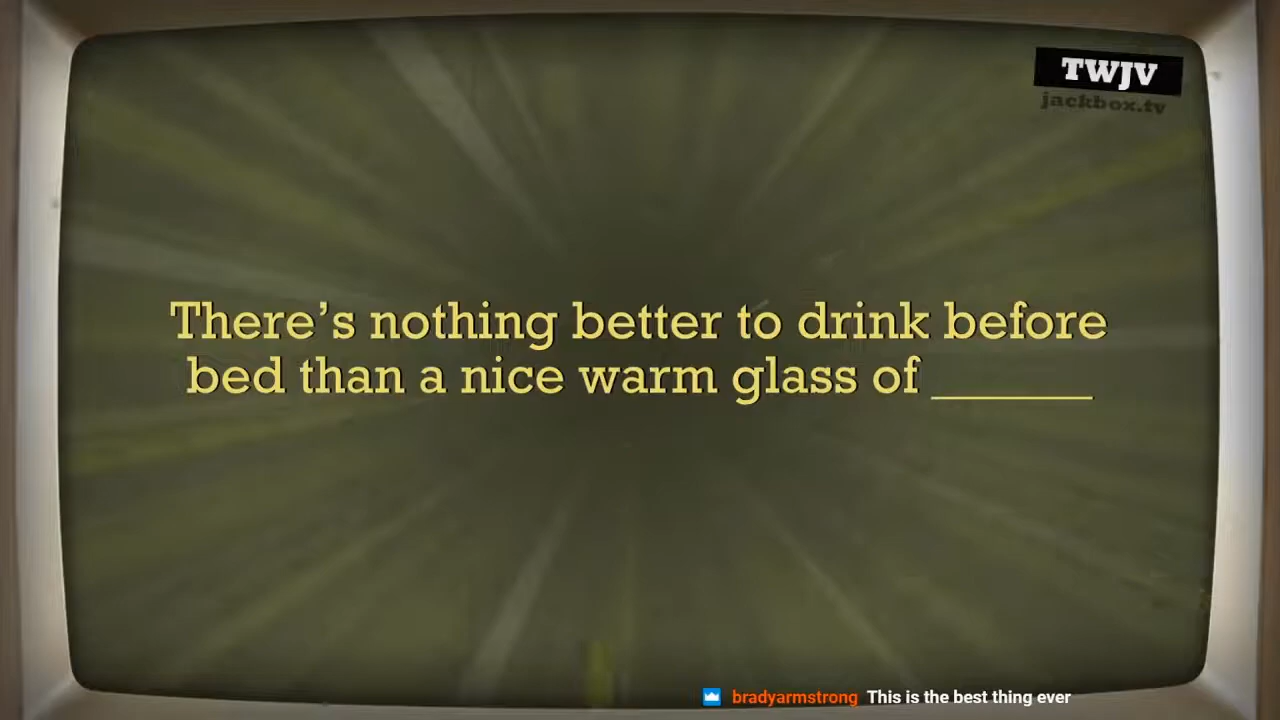 TWJV
jackbox.tv
There’s nothing better to drink before
bed than a nice warm glass of _______
bradyarmstrong This is the best thing ever